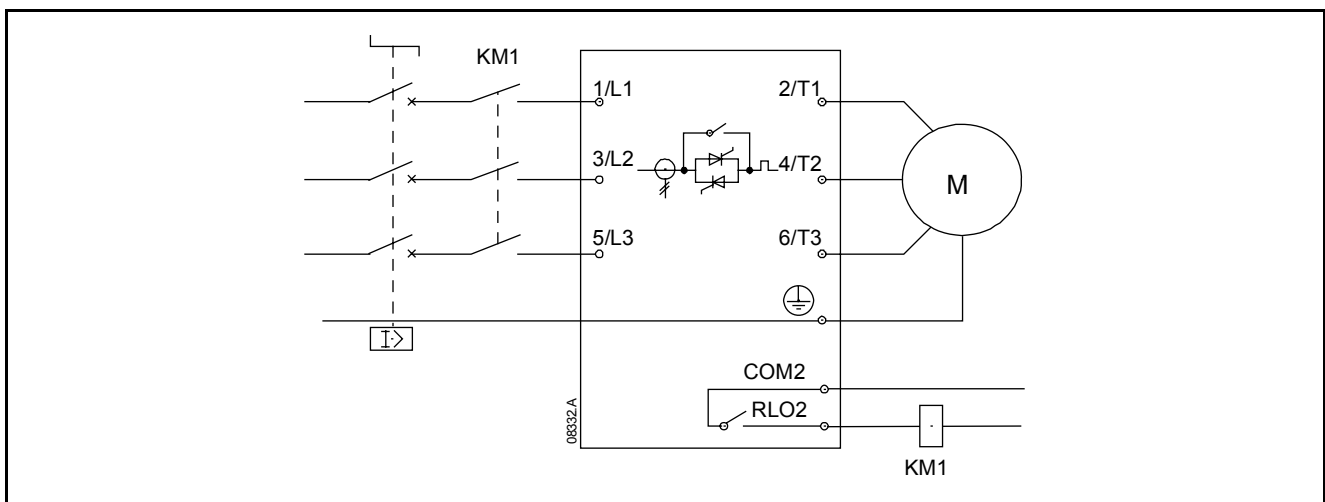 KM1
1/L1
2/T1
3/L2
4/T2
M
5/L3
6/T3
I>
COM2
RLO2
08332.A
KM1